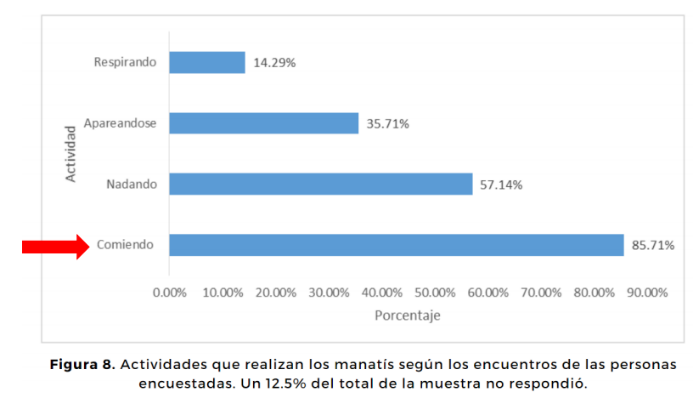 Respirando
14.29%
Apareandose
35.71%
Actividad
Nadando
57.14%
Comiendo
85.71%
0.00% 10.00% 20.00% 30.00% 40.00% 50.00% 60.00% 70.00% 80.00% 90.00%
Porcentaje
Figura 8. Actividades que realizan los manatís según los encuentros de las personas
encuestadas. Un 12.5% del total de la muestra no respondió.